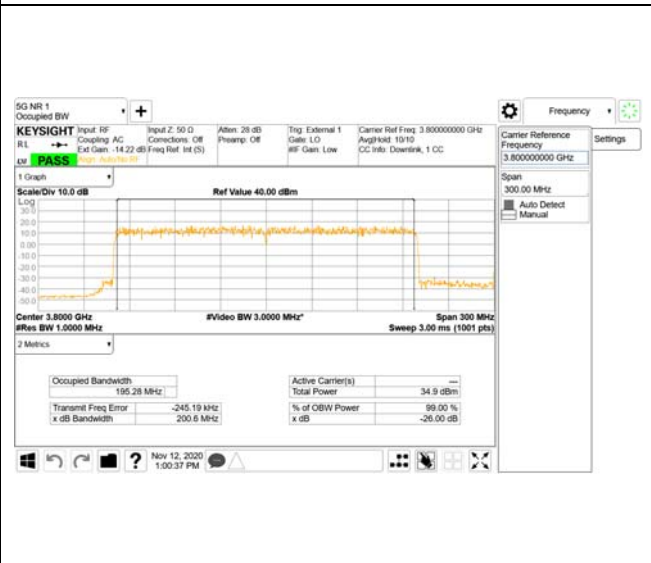 5G NR 1
Occupied BW
Frequency
KEYSIGHT
Input: RF
Input Z: 50 Ω
Atten: 28 dB
Trig: External 1
Carrier Ref Freq: 3.800000000 GHz
R L
Coupling: AC
Corrections: Off
Preamp: Off
Gate: LO
Avg|Hold: 10/10
Ext Gain: -14.22 dB
Freq Ref: Int (S)
#IF Gain: Low
CC Info: Downlink, 1 CC
PASS
Align: Auto/No RF
Carrier Reference
Frequency
3.800000000 GHz
Settings
Span
300.00 MHz
Auto Detect
Manual
1 Graph
Scale/Div 10.0 dB
Ref Value 40.00 dBm
Log
30.0
20.0
10.0
0.00
-10.0
-20.0
-30.0
-40.0
-50.0
Center 3.8000 GHz
#Video BW 3.0000 MHz*
Span 300 MHz
#Res BW 1.0000 MHz
Sweep 3.00 ms (1001 pts)
2 Metrics
Occupied Bandwidth
195.28 MHz
Active Carrier(s)
---
Total Power
34.9 dBm
Transmit Freq Error
-245.19 kHz
% of OBW Power
99.00 %
x dB Bandwidth
200.6 MHz
x dB
-26.00 dB
Nov 12, 2020
1:00:37 PM